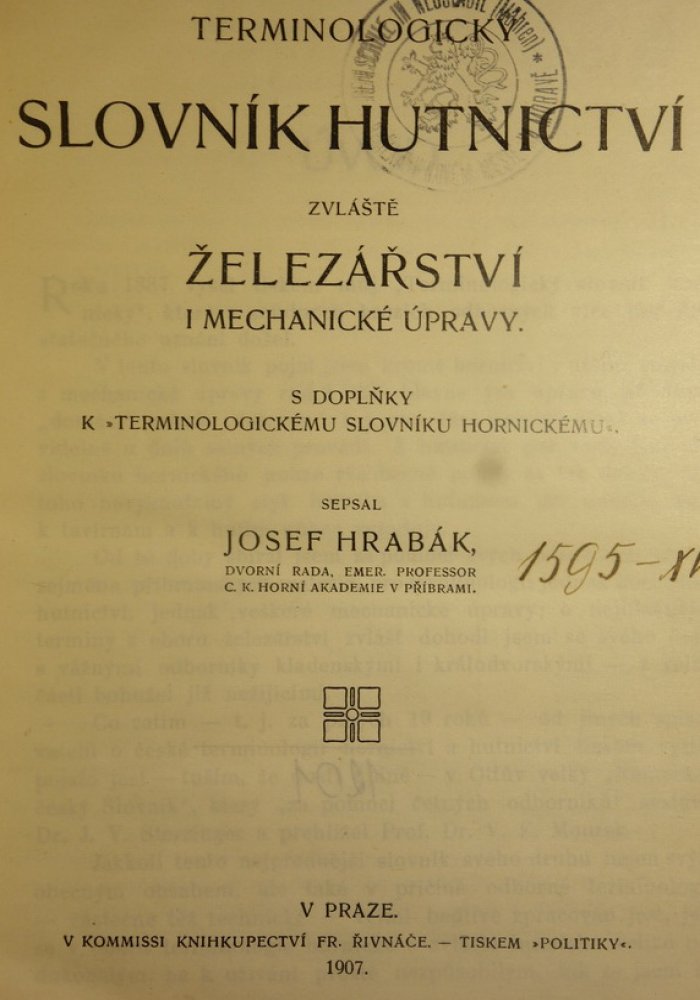 TERMINOLOGICKÝ
SLOVNÍK HUTNICTVÍ
ZVLÁŠTĚ
ŽELEZÁŘSTVÍ
I MECHANICKÉ ÚPRAVY.
S DOPLŇKY
K »TERMINOLOGICKÉMU SLOVNÍKU HORNICKÉMU«.
SEPSAL
JOSEF HRABÁK,
DVORNÍ RADA, EMER. PROFESSOR
C. K. HORNÍ AKADEMIE V PŘÍBRAMI.
1595-XV
V PRAZE.
V KOMMISSI KNIHKUPECTVÍ FR. ŘIVNÁČE. — TISKEM »POLITIKY«.
1907.